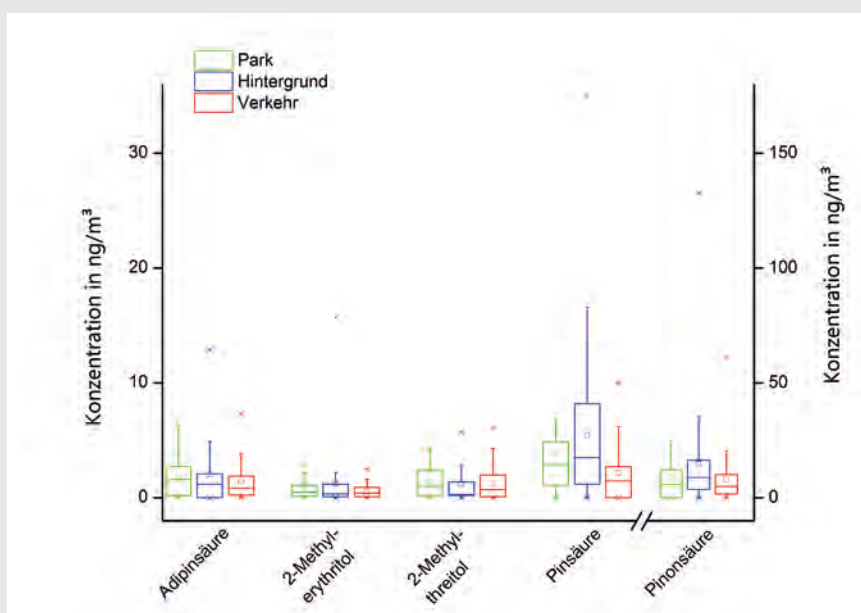 Park
Hintergrund
Verkehr
Konzentration in ng/m³
30
20
10
0
Konzentration in ng/m³
150
100
50
0
Adipinsäure
2-Methyl-
erythritol
2-Methyl-
threitol
Pinsäure
Pinonsäure